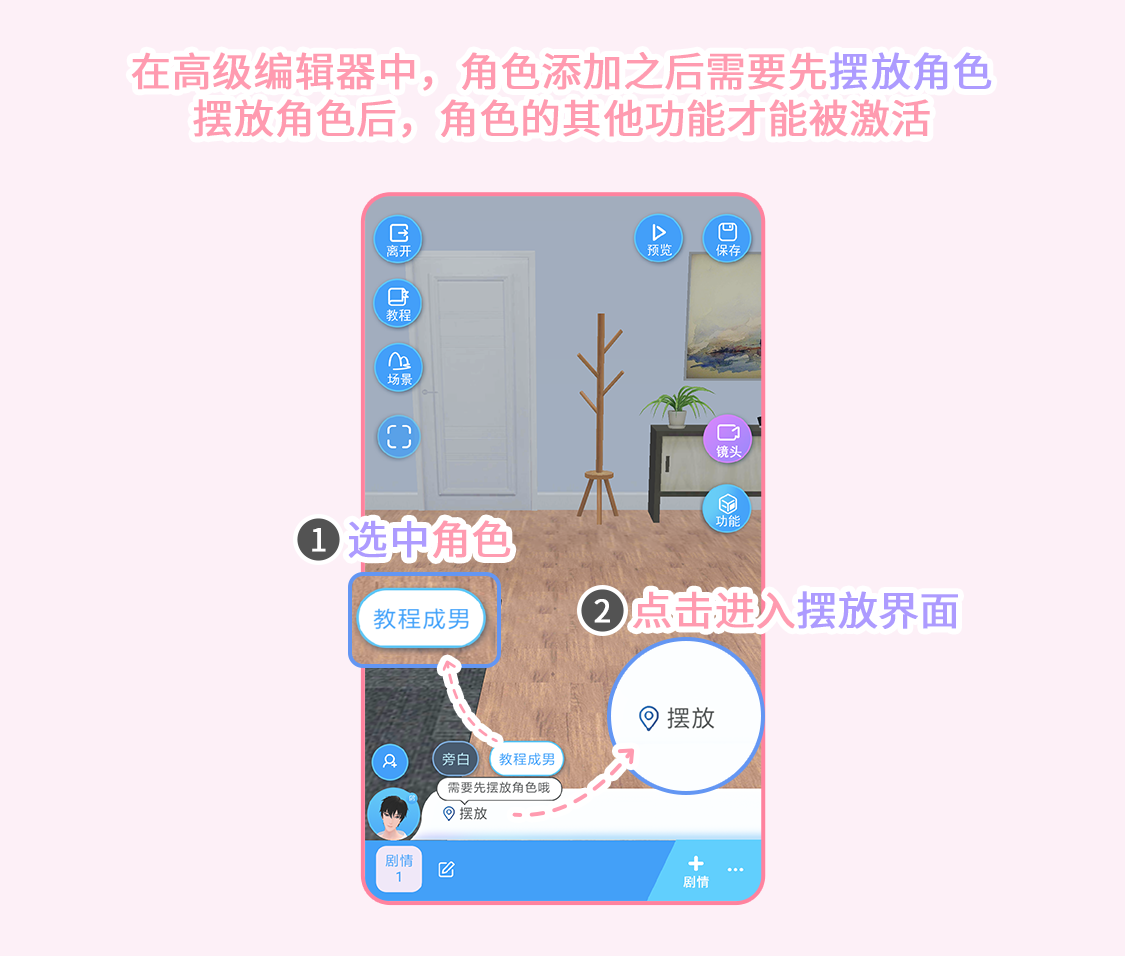 在高级编辑器中，角色添加之后需要先摆放角色
摆放角色后，角色的其他功能才能被激活
离开
预览
保存
教程
场景
镜头
功能
1 选中角色
教程成男
2 点击进入摆放界面
摆放
旁白
教程成男
需要先摆放角色哦
摆放
剧情
1
剧情